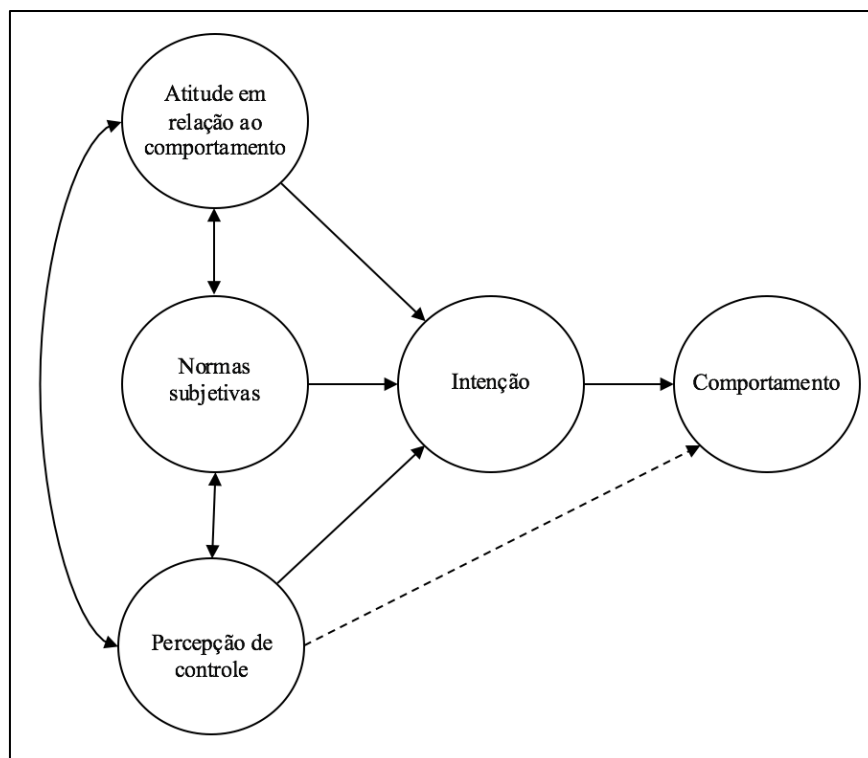 Atitude em
relação ao
comportamento
Normas
subjetivas
Intenção
Comportamento
Percepção de
controle